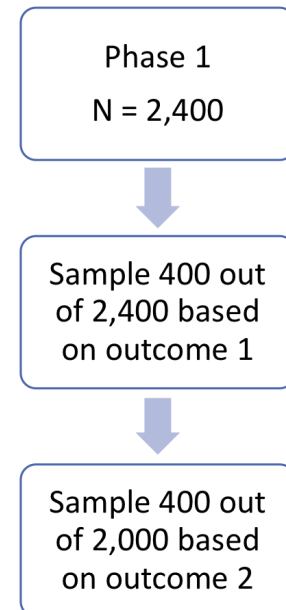 Phase 1
N = 2,400
Sample 400 out
of 2,400 based
on outcome 1
Sample 400 out
of 2,000 based
on outcome 2